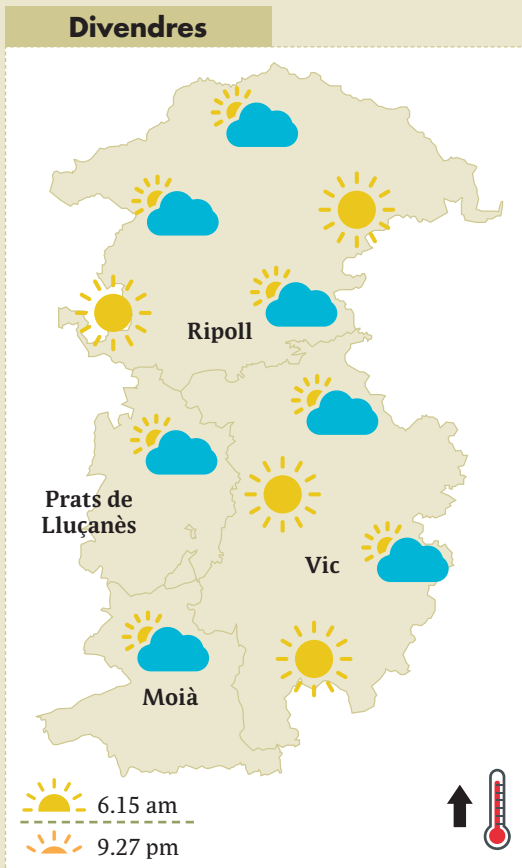 Divendres
Ripoll
Prats de
Lluçanès
Vic
Moià
6.15 am
9.27 pm